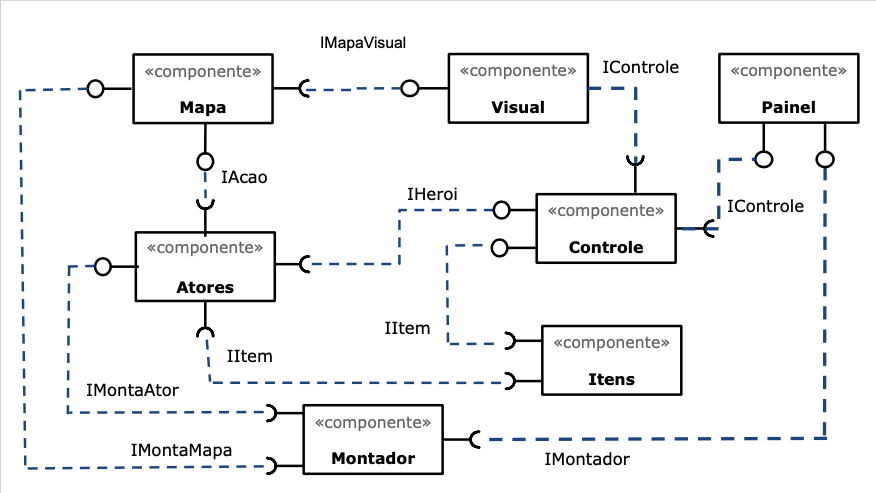 IMapaVisual
«componente»
Mapa
«componente»
Visual
IControle
«componente»
Painel
IAcao
IHeroi
«componente»
Controle
IControle
«componente»
Atores
IItem
IItem
«componente»
Itens
IMontaAtor
«componente»
Montador
IMontaMapa
IMontador